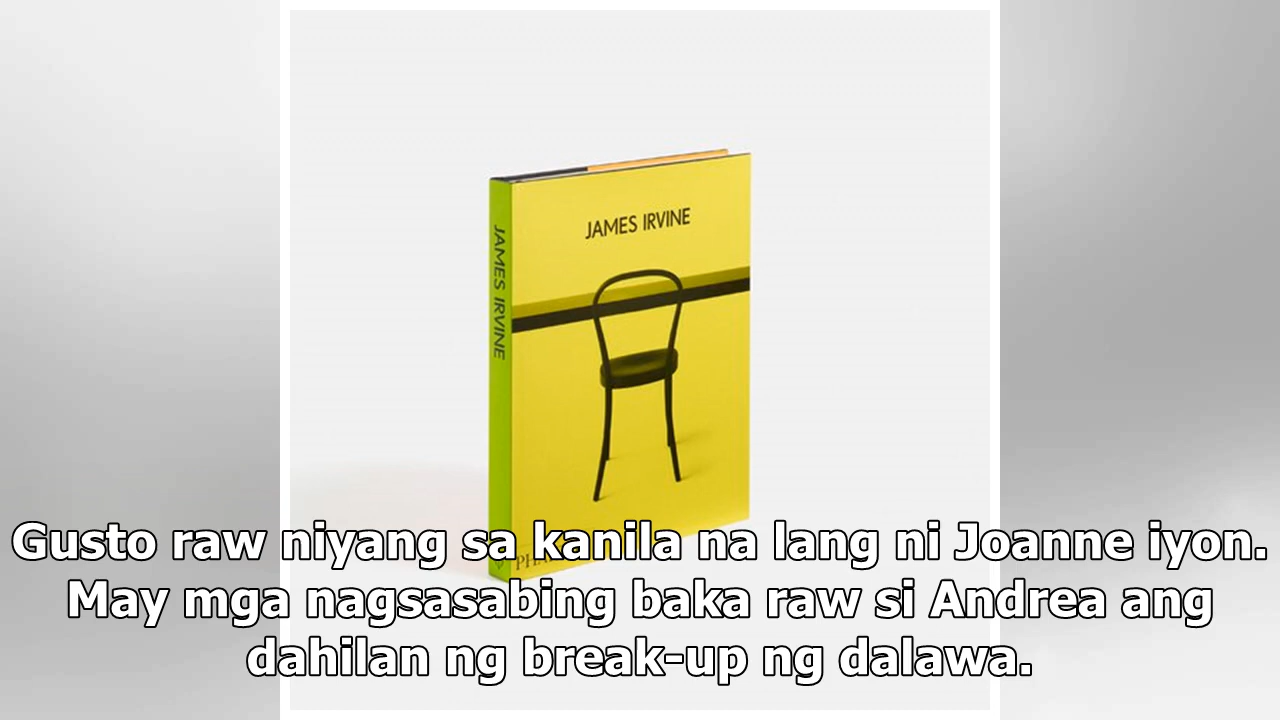 JAMES IRVINE
JAMES IRVINE
Gusto raw niyang sa kanila na lang ni Joanne iyon.
May mga nagsasabing baka raw si Andrea ang
dahilan ng break-up ng dalawa.